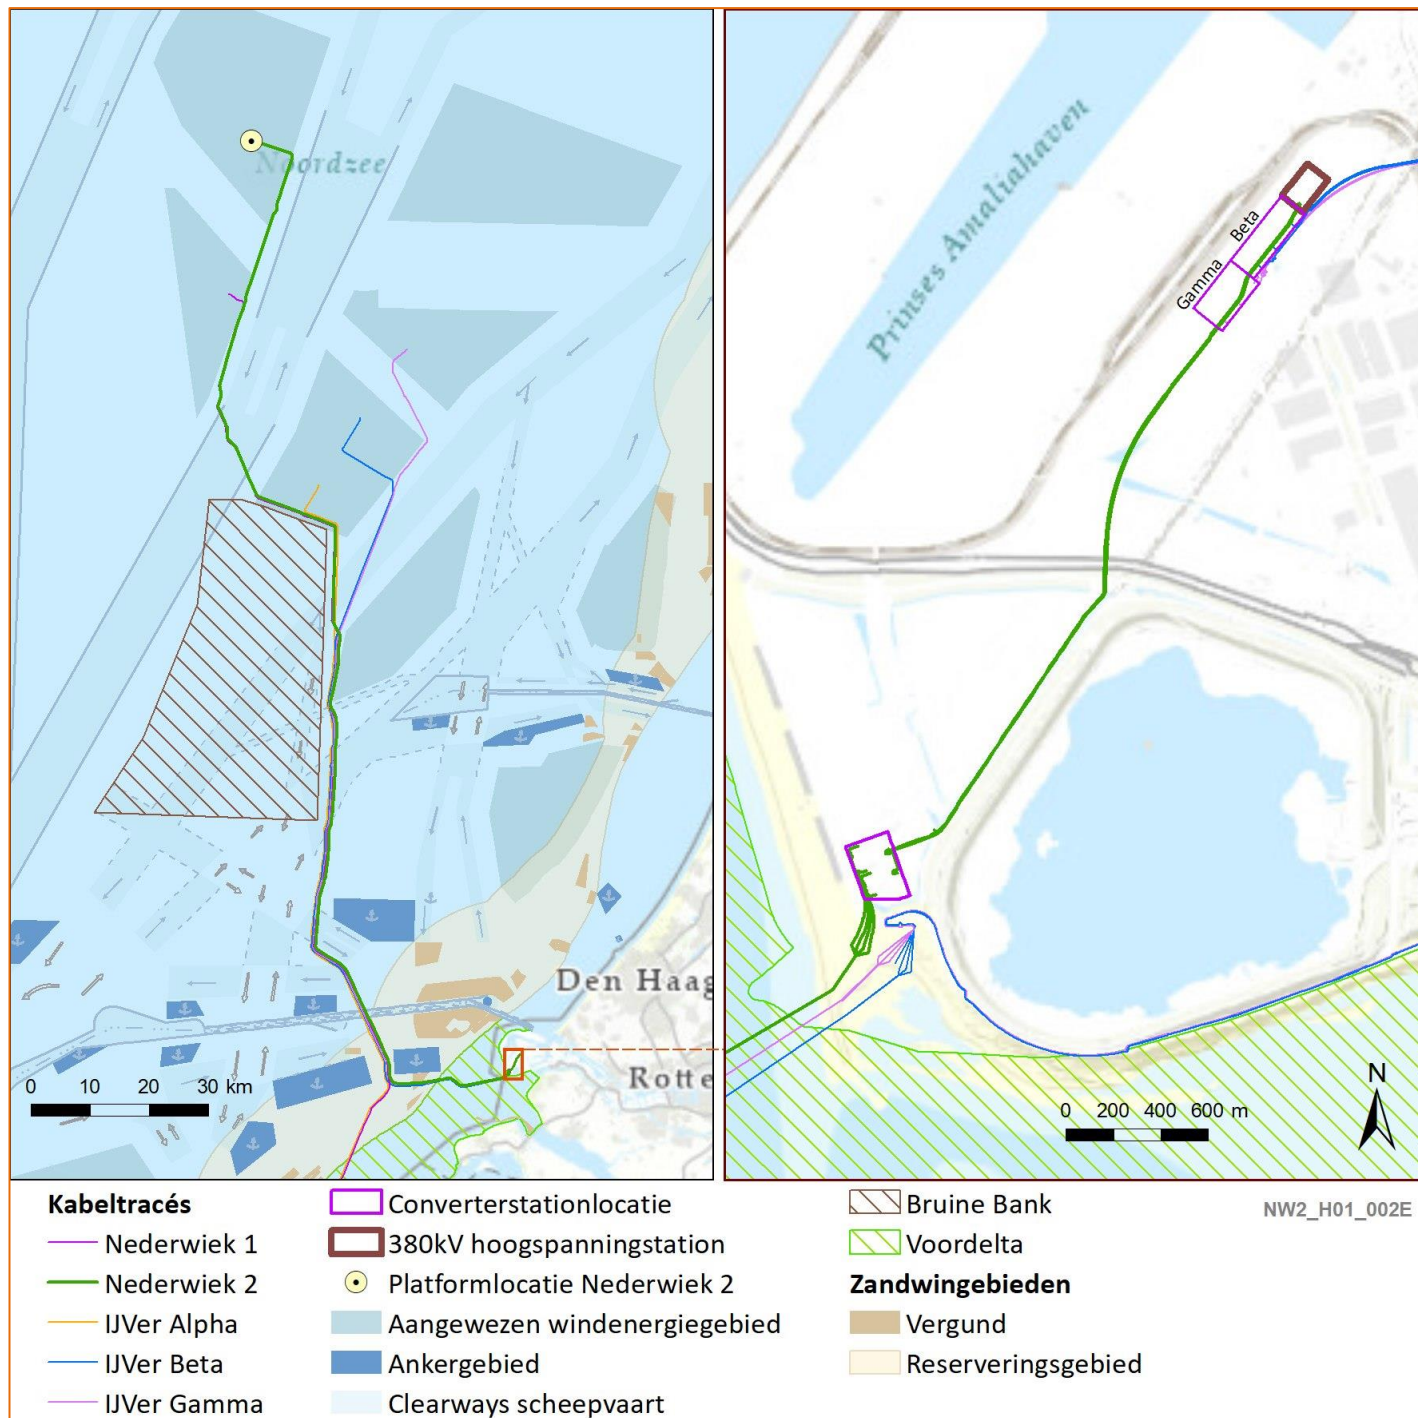 Noordzee
Den Haag
Rotte
0 10 20 30 km
Prinses Amaliahaven
Beta
Gamma
N
0 200 400 600 m
Kabeltracés
Nederwiek 1
Nederwiek 2
IJVer Alpha
IJVer Beta
IJVer Gamma
Converterstationlocatie
380kV hoogspanningstation
Platformlocatie Nederwiek 2
Aangewezen windenergiegebied
Ankergebied
Clearways scheepvaart
Bruine Bank
Voordelta
Zandwingebieden
Vergund
Reserveringsgebied
NW2_H01_002E